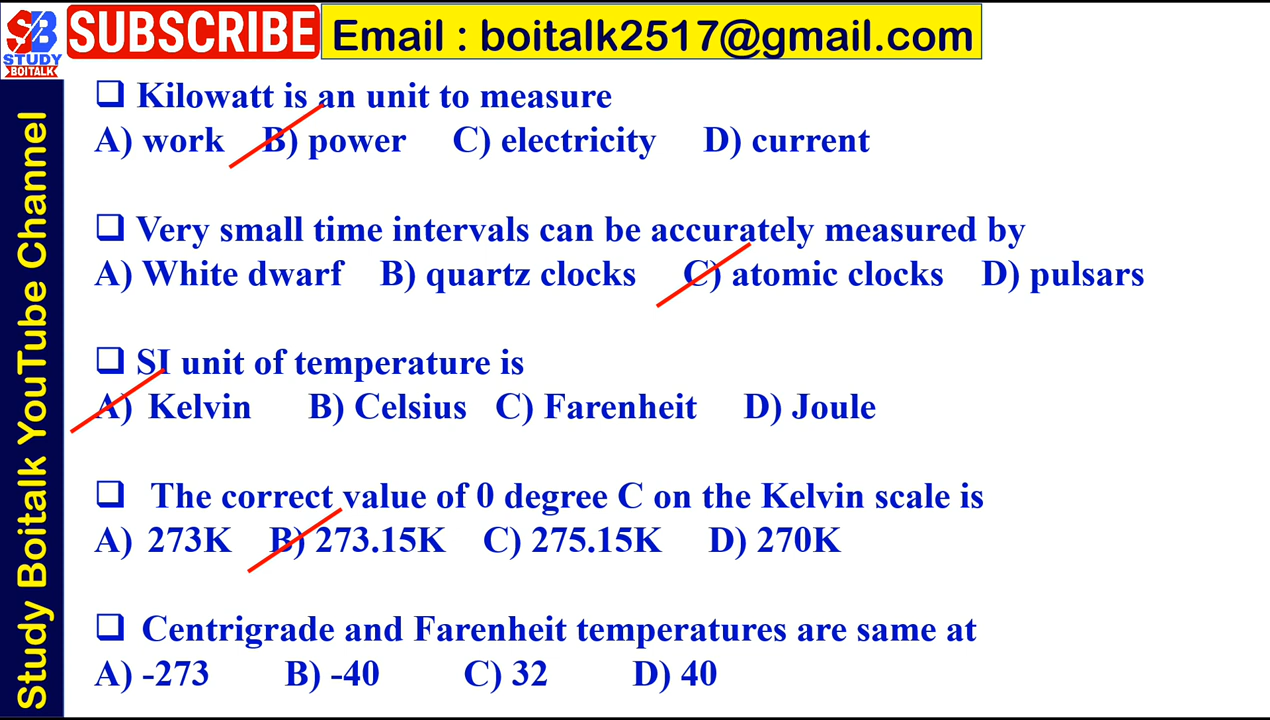 SB SUBSCRIBE Email : boitalk2517@gmail.com
STUDY
BOITALK
Study Boitalk YouTube Channel
Kilowatt is an unit to measure
A) work B) power C) electricity D) current
Very small time intervals can be accurately measured by
A) White dwarf B) quartz clocks C) atomic clocks D) pulsars
SI unit of temperature is
A) Kelvin B) Celsius C) Farenheit D) Joule
The correct value of 0 degree C on the Kelvin scale is
A) 273K B) 273.15K C) 275.15K D) 270K
Centrigrade and Farenheit temperatures are same at
A) -273 B) -40 C) 32 D) 40